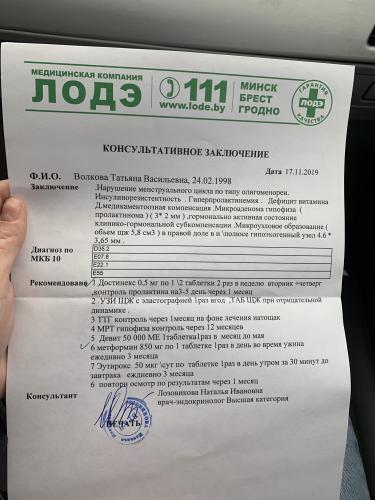 МЕДИЦИНСКАЯ КОМПАНИЯ
ЛОДЭ
111
www.lode.by
МИНСК
БРЕСТ
ГРОДНО
ГАРАНТИЯ
ЛОДЭ
КАЧЕСТВА
КОНСУЛЬТАТИВНОЕ ЗАКЛЮЧЕНИЕ
Дата 17.11.2019
Ф.И.О. Волкова Татьяна Васильевна, 24.02.1998
Заключение .Нарушение менструального цикла по типу олигоменореи.
Инсулинорезистентность . Гиперпролактинемия . Дефицит витамина
Д.медикаментозная компенсация .Микроаденома гипофиза (
пролактинома) ( 3* 2 мм ) ,гормонально активная состояние
клинико-гормональной субкомпенсации .Микроузловое образование (
объем щж 5,8 см3 ) в правой доле в н \полюсе гипоэхогенный узел 4.6 *
3,65 мм .
Диагноз по
МКБ 10
D35.2
E07.8
E22.1
E55
Рекомендовано 1 Достинекс 0,5 мг по 1 \2 таблетки 2 раз в неделю вторник +четверг
,контроль пролактина на3-5 день через 1 месяц
2 УЗИ ЩЖ с эластографией 1раз вгод ,ТАБ ЩЖ при отрицательной
динамике .
3 ТТГ контроль через 1месяц на фоне лечения натощак
4 МРТ гипофиза контроль через 12 месяцев
5 Девит 50 000 МЕ 1таблетка1раз в месяц до мая
6 метформин 850 мг по 1 таблетке 1раз в день во время ужина
ежедневно 3 месяца
7 Эутирокс 50 мкг \сут по таблетке 1раз в день утром за 30 минут до
завтрака ежедневно 3 месяца
6 повторн осмотр по результатам через 1 месяц
Консультант Лозовикова Наталья Ивановна
врач-эндокринолог Высшая категория
ПЕЧАТЬ